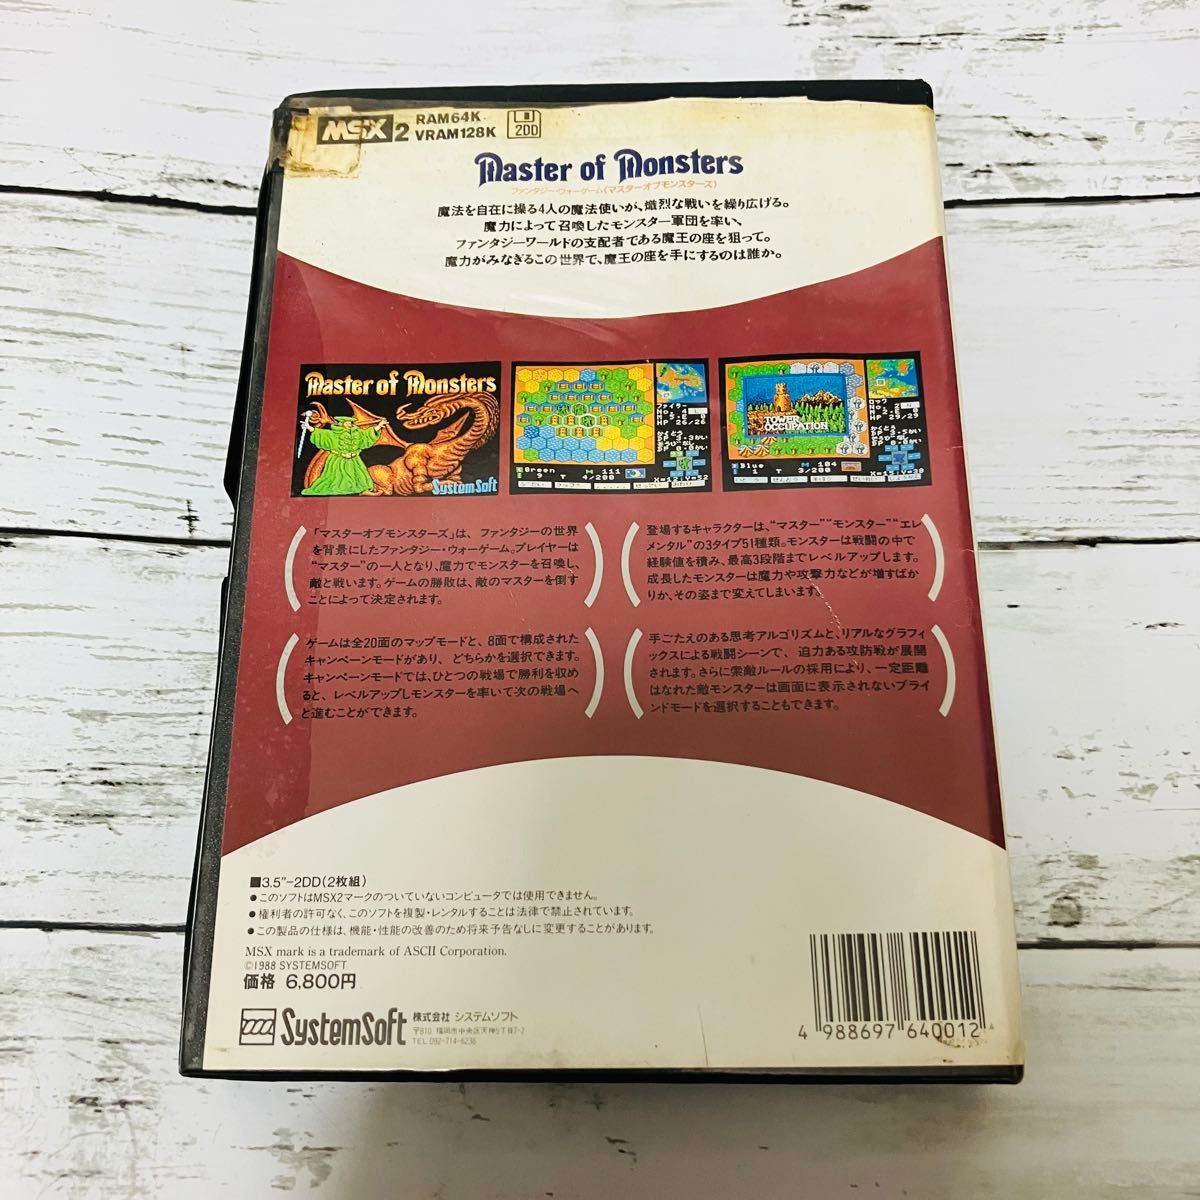 MSX2 RAM64K VRAM128K 2DD
Master of Monsters
ファンタジー・ウォーゲーム(マスターオブモンスターズ)
魔法を自在に操る4人の魔法使いが、熾烈な戦いを繰り広げる。
魔力によって召喚したモンスター軍団を率い、
ファンタジーワールドの支配者である魔王の座を狙って。
魔力がみなぎるこの世界で、魔王の座を手にするのは誰か。
Master of Monsters
SystemSoft
Green M 111
T 4/200
HP 26/26
TOWER
OCCUPATION
Blue M 104
1 T 3/200
「マスターオブモンスターズ」は、ファンタジーの世界
を背景にしたファンタジー・ウォーゲーム。プレイヤーは
“マスター”の一人となり、魔力でモンスターを召喚し、
敵と戦います。ゲームの勝敗は、敵のマスターを倒す
ことによって決定されます。
登場するキャラクターは、“マスター”“モンスター”“エレ
メンタル”の3タイプ51種類。モンスターは戦闘の中で
経験値を積み、最高3段階までレベルアップします。
成長したモンスターは魔力や攻撃力などが増すばか
りか、その姿まで変えてしまいます。
ゲームは全20面のマップモードと、8面で構成された
キャンペーンモードがあり、どちらかを選択できます。
キャンペーンモードでは、ひとつの戦場で勝利を収め
ると、レベルアップしモンスターを率いて次の戦場へ
と進むことができます。
手ごたえのある思考アルゴリズムと、リアルなグラフィ
ックスによる戦闘シーンで、迫力ある攻防戦が展開
されます。さらに索敵ルールの採用により、一定距離
はなれた敵モンスターは画面に表示されないブライ
ンドモードを選択することもできます。
■3.5"-2DD(2枚組)
●このソフトはMSX2マークのついていないコンピュータでは使用できません。
●権利者の許可なく、このソフトを複製・レンタルすることは法律で禁止されています。
●この製品の仕様は、機能・性能の改善のため将来予告なしに変更することがあります。
MSX mark is a trademark of ASCII Corporation.
©1988 SYSTEMSOFT
価格 6,800円
SystemSoft 株式会社 システムソフト
〒810 福岡市中央区天神5丁目7-2
TEL 092-714-6236
4 988697 640012